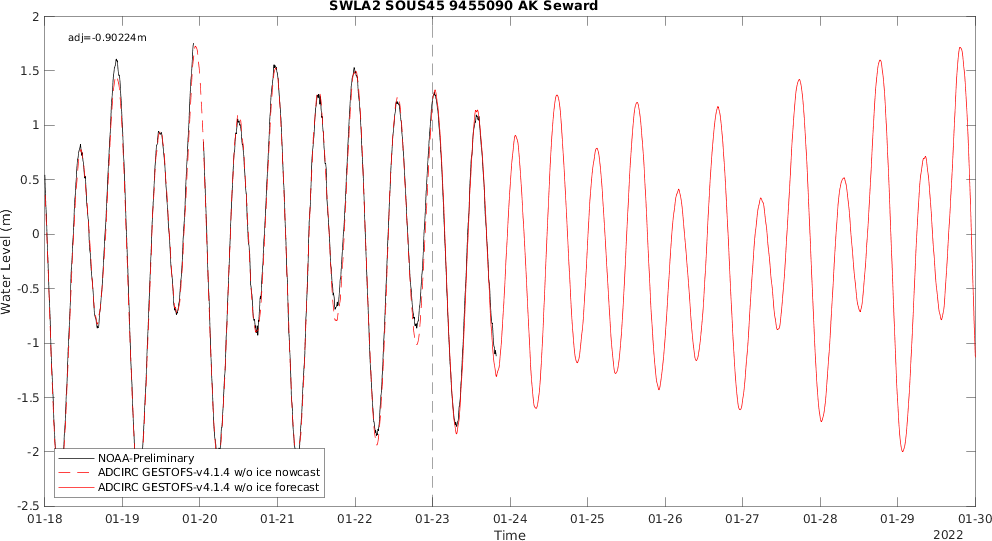 SWLA2 SOUS45 9455090 AK Seward
adj=-0.90224m
2
1.5
1
0.5
0
-0.5
-1
-1.5
-2
-2.5
Water Level (m)
NOAA-Preliminary
ADCIRC GESTOFS-v4.1.4 w/o ice nowcast
ADCIRC GESTOFS-v4.1.4 w/o ice forecast
01-18 01-19 01-20 01-21 01-22 01-23 01-24 01-25 01-26 01-27 01-28 01-29 01-30
Time
2022